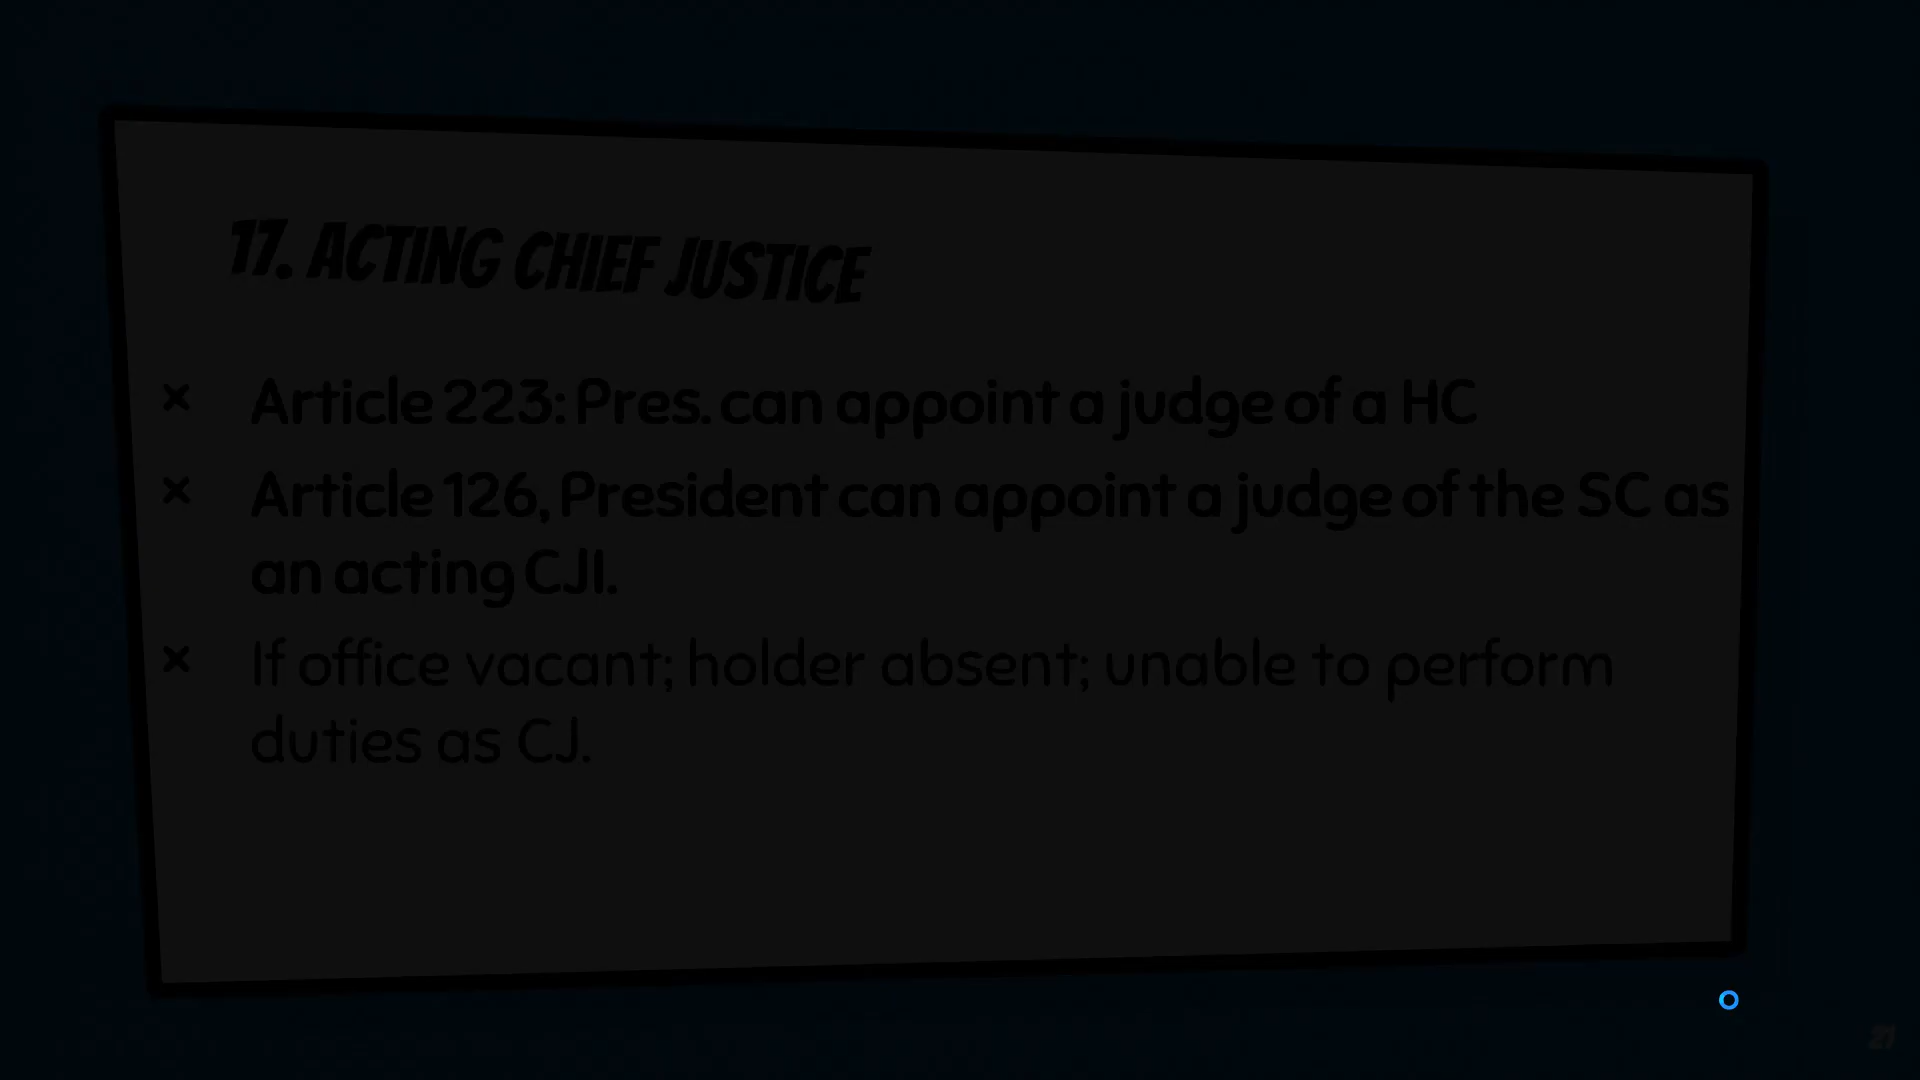 17. ACTING CHIEF JUSTICE
× Article 223: Pres. can appoint a judge of a HC
× Article 126, President can appoint a judge of the SC as
an acting CJI.
× If office vacant; holder absent; unable to perform
duties as CJ.
21